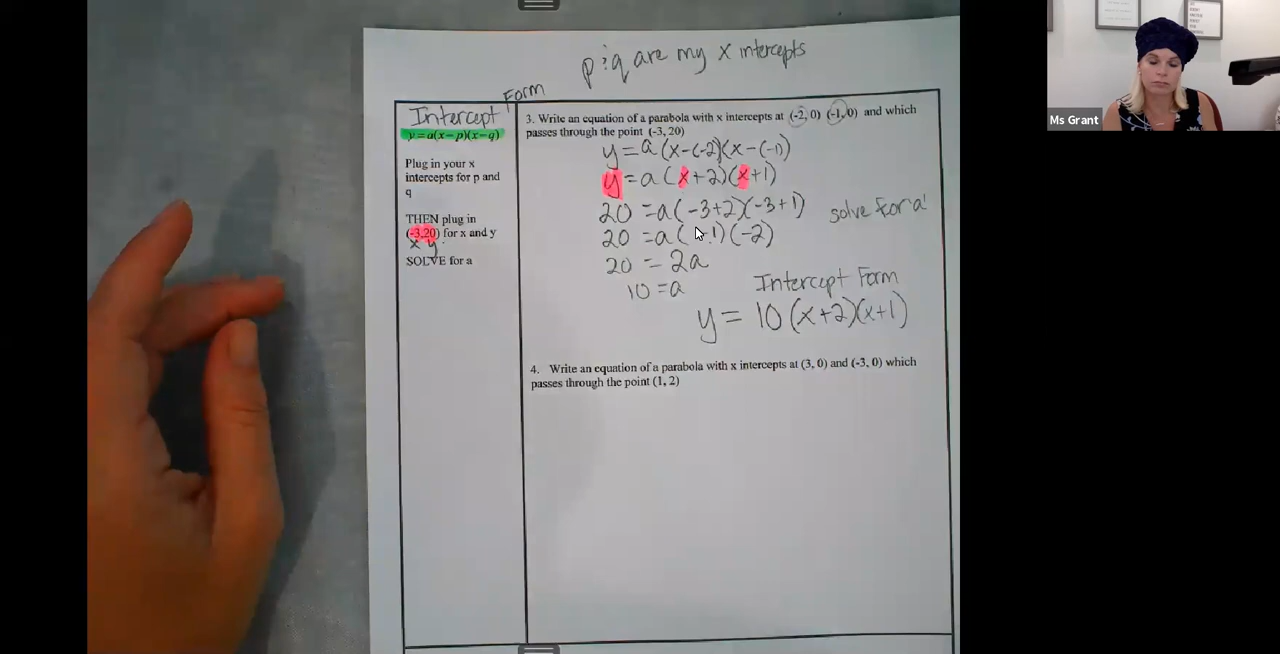 p & q are my x intercepts
Form
Intercept
y = a(x−p)(x−q)
Plug in your x
intercepts for p and
q
THEN plug in
(-3,20) for x and y
x y
SOLVE for a
3. Write an equation of a parabola with x intercepts at (-2, 0) (-1, 0) and which
passes through the point (-3, 20)
y = a(x-(-2)(x-(-1)
y = a(x+2)(x+1)
20 = a(-3+2)(-3+1) solve for a
20 = a(-1)(-2)
20 = 2a
10 = a
Intercept Form
y = 10(x+2)(x+1)
4. Write an equation of a parabola with x intercepts at (3, 0) and (-3, 0) which
passes through the point (1, 2)
Ms Grant